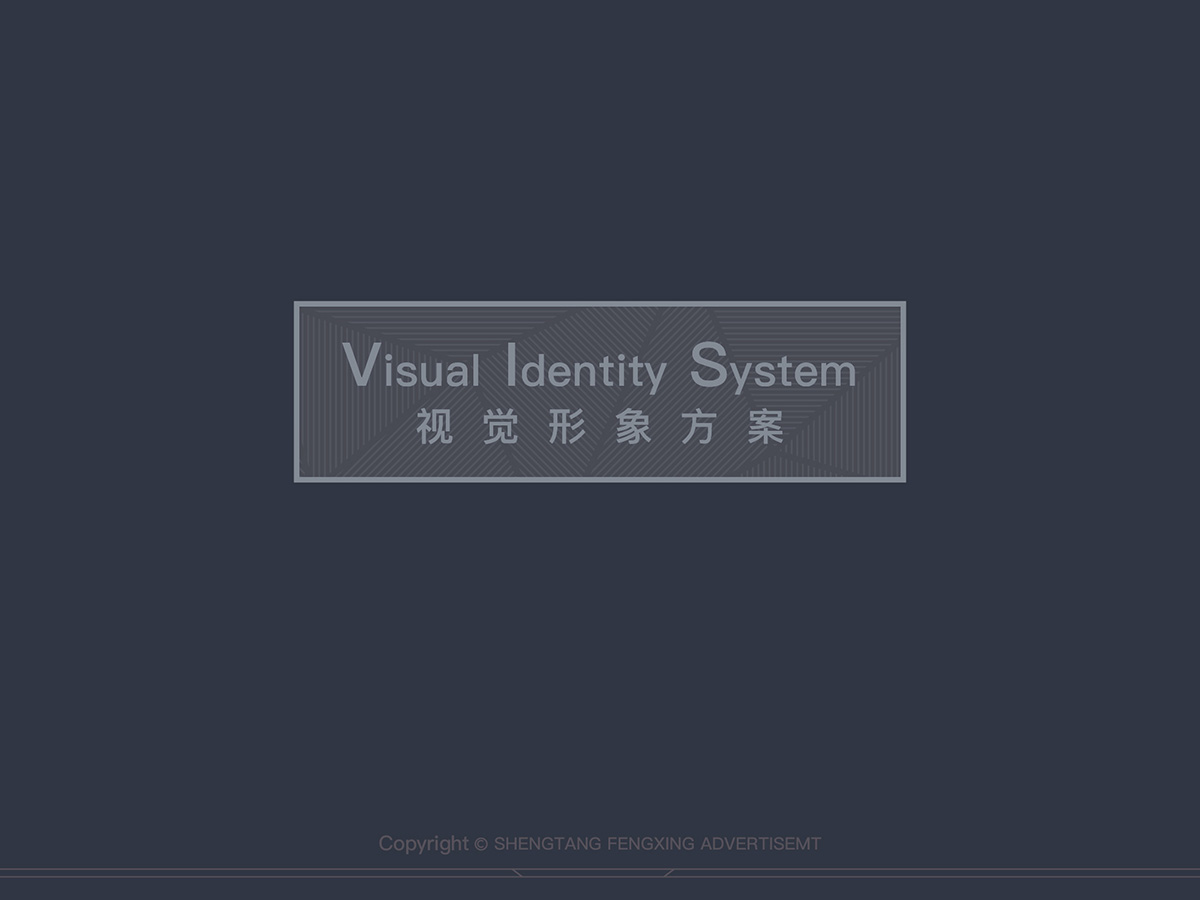 Visual Identity System
视觉形象方案
Copyright © SHENGTANG FENGXING ADVERTISEMT